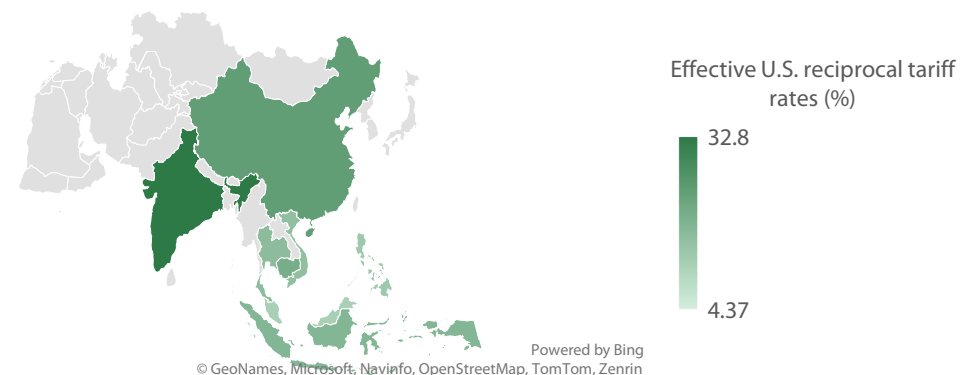 Effective U.S. reciprocal tariff
rates (%)
32.8
4.37
Powered by Bing
© GeoNames, Microsoft, Navinfo, OpenStreetMap, TomTom, Zenrin